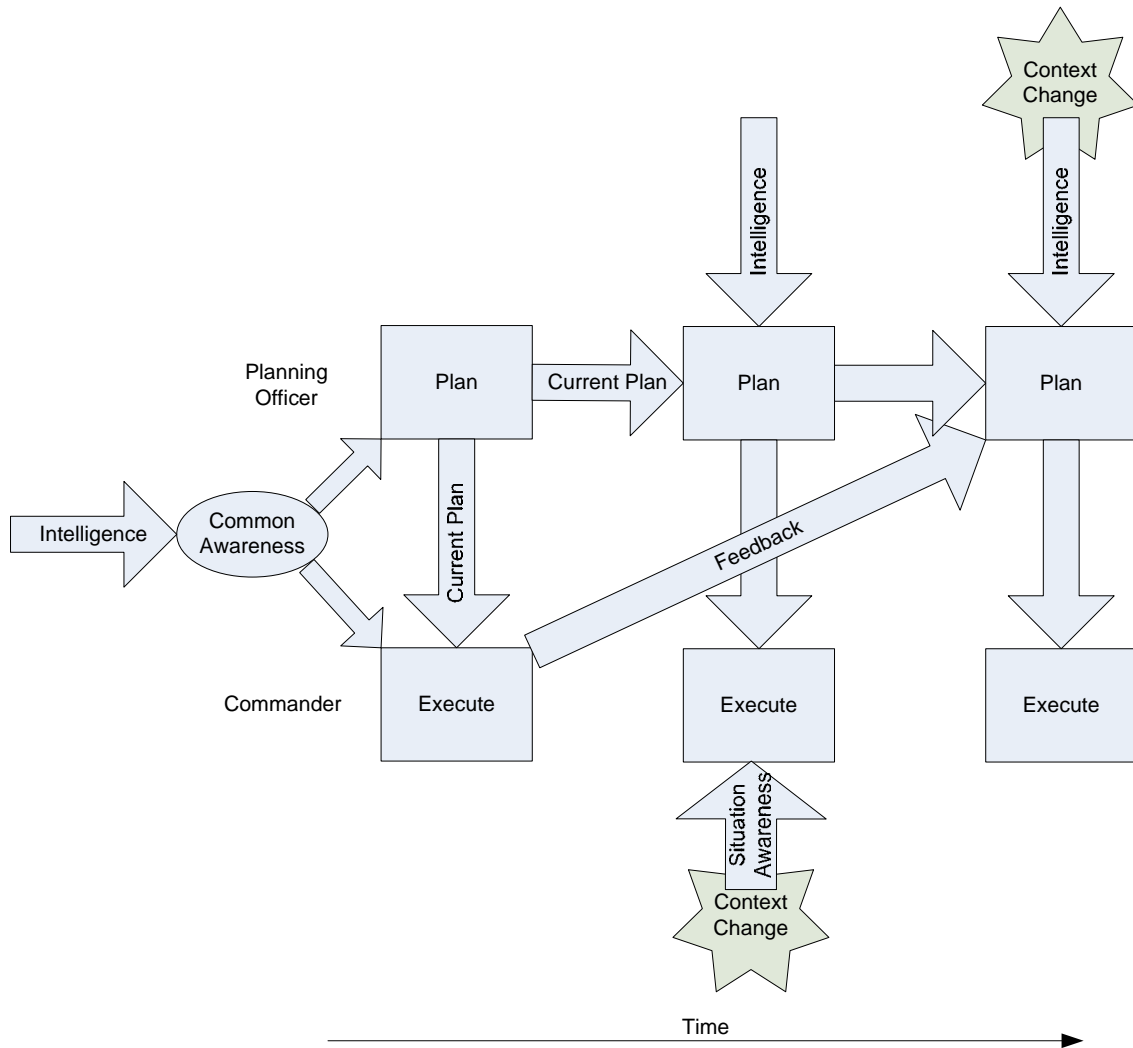 Context
Change
Intelligence
Intelligence
Planning
Officer
Plan
Current Plan
Plan
Plan
Intelligence
Common
Awareness
Current Plan
Feedback
Commander
Execute
Execute
Execute
Situation
Awareness
Context
Change
Time